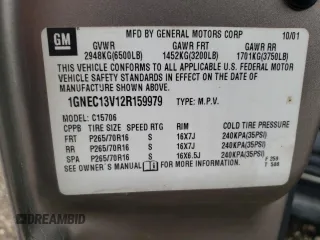 GM
MFD BY GENERAL MOTORS CORP 10/01
GVWR GAWR FRT GAWR RR
2948KG(6500LB) 1452KG(3200LB) 1701KG(3750LB)
THIS VEHICLE CONFORMS TO ALL APPLICABLE U.S. FEDERAL MOTOR VEHICLE SAFETY STANDARDS IN EFFECT ON THE DATE OF MANUFACTURE SHOWN ABOVE.
1GNEC13V12R159979 TYPE: M.P.V.
MODEL: C15706
CPPB TIRE SIZE SPEED RTG RIM COLD TIRE PRESSURE
FRT P265/70R16 S 16X7J 240KPA(35PSI)
RR P265/70R16 S 16X7J 240KPA(35PSI)
SPA P265/70R16 S 16X6.5J 240KPA(35PSI)
SEE OWNER'S MANUAL FOR MORE INFORMATION.
AUTOBIDMASTER